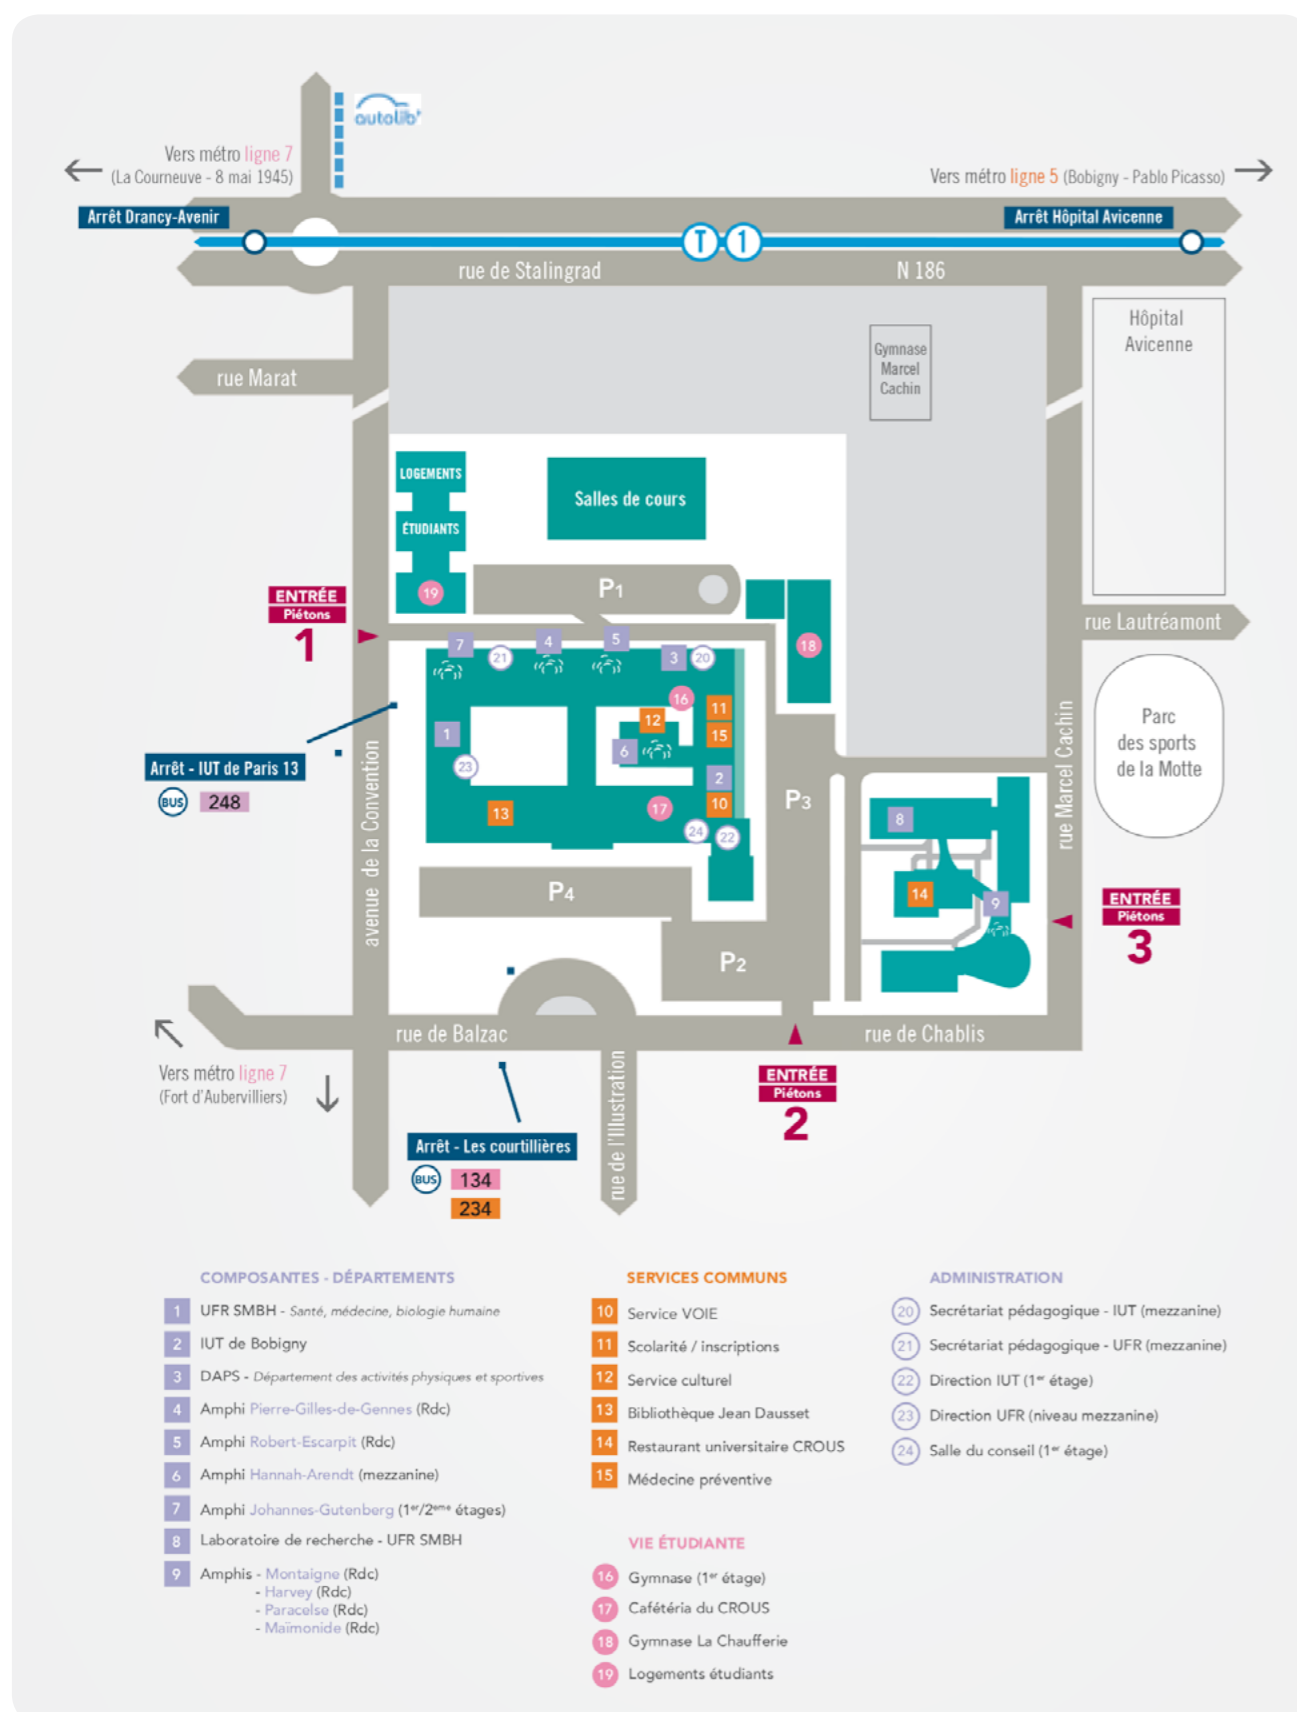 autolib'
Vers métro ligne 7
(La Courneuve - 8 mai 1945)
Vers métro ligne 5 (Bobigny - Pablo Picasso)
Arrêt Drancy-Avenir
Arrêt Hôpital Avicenne
T 1
rue de Stalingrad
N 186
Hôpital
Avicenne
Gymnase
Marcel
Cachin
rue Marat
LOGEMENTS
ÉTUDIANTS
19
Salles de cours
P1
ENTRÉE
Piétons
1
rue Lautréamont
7
21
4
5
3
20
18
16
11
12
15
6
1
23
2
10
17
13
24
22
Parc
des sports
de la Motte
rue Marcel Cachin
Arrêt - IUT de Paris 13
BUS 248
avenue de la Convention
P3
8
14
9
P4
P2
ENTRÉE
Piétons
3
rue de Balzac
rue de Chablis
Vers métro ligne 7
(Fort d'Aubervilliers)
rue de l'Illustration
ENTRÉE
Piétons
2
Arrêt - Les courtillières
BUS 134
234
COMPOSANTES - DÉPARTEMENTS
1 UFR SMBH - Santé, médecine, biologie humaine
2 IUT de Bobigny
3 DAPS - Département des activités physiques et sportives
4 Amphi Pierre-Gilles-de-Gennes (Rdc)
5 Amphi Robert-Escarpit (Rdc)
6 Amphi Hannah-Arendt (mezzanine)
7 Amphi Johannes-Gutenberg (1er/2eme étages)
8 Laboratoire de recherche - UFR SMBH
9 Amphis - Montaigne (Rdc)
- Harvey (Rdc)
- Paracelse (Rdc)
- Maïmonide (Rdc)
SERVICES COMMUNS
10 Service VOIE
11 Scolarité / inscriptions
12 Service culturel
13 Bibliothèque Jean Dausset
14 Restaurant universitaire CROUS
15 Médecine préventive
VIE ÉTUDIANTE
16 Gymnase (1er étage)
17 Cafétéria du CROUS
18 Gymnase La Chaufferie
19 Logements étudiants
ADMINISTRATION
20 Secrétariat pédagogique - IUT (mezzanine)
21 Secrétariat pédagogique - UFR (mezzanine)
22 Direction IUT (1er étage)
23 Direction UFR (niveau mezzanine)
24 Salle du conseil (1er étage)